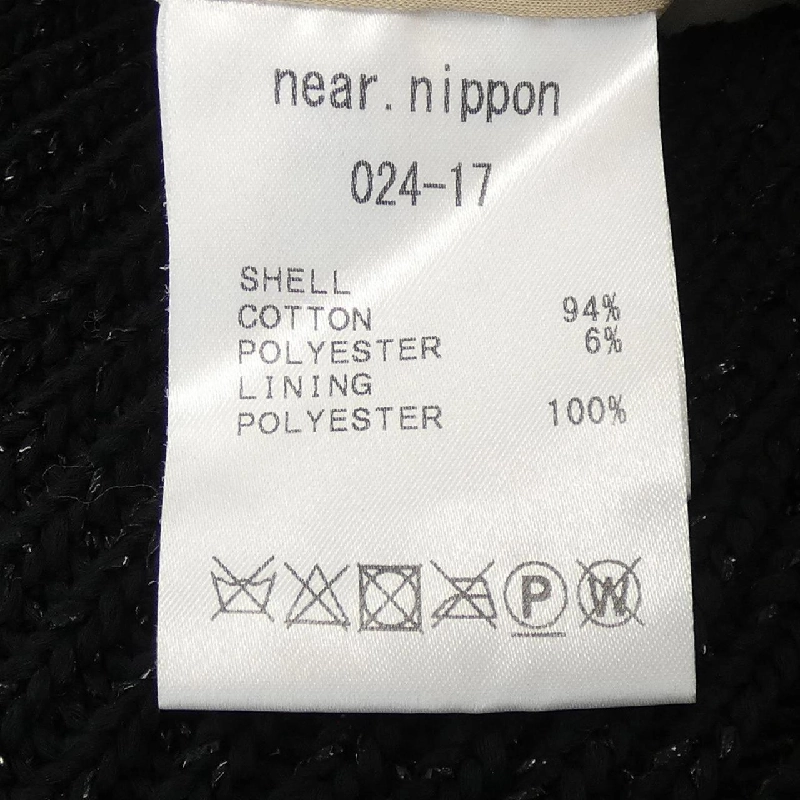 near.nippon
024-17
SHELL
COTTON 94%
POLYESTER 6%
LINING
POLYESTER 100%
P W